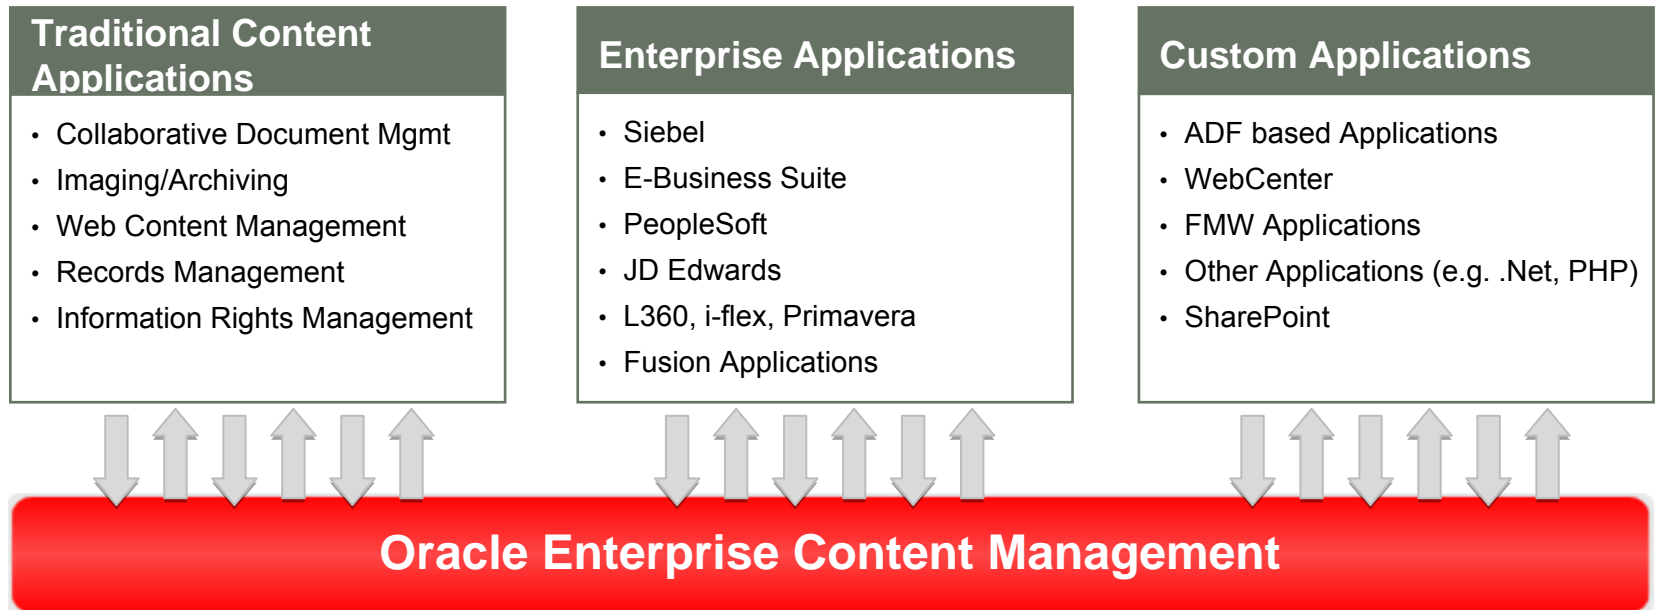 Traditional Content
Applications
• Collaborative Document Mgmt
• Imaging/Archiving
• Web Content Management
• Records Management
• Information Rights Management
Enterprise Applications
• Siebel
• E-Business Suite
• PeopleSoft
• JD Edwards
• L360, i-flex, Primavera
• Fusion Applications
Custom Applications
• ADF based Applications
• WebCenter
• FMW Applications
• Other Applications (e.g. .Net, PHP)
• SharePoint
Oracle Enterprise Content Management